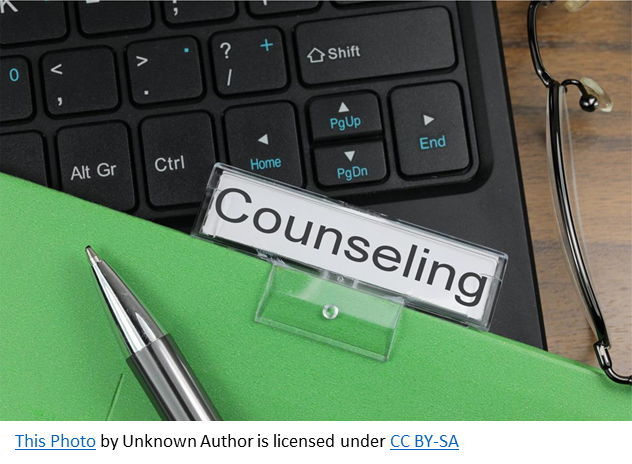 K
Shift
0
<
,
>
.
?
+
/
PgUp
End
Alt Gr
Ctrl
Home
PgDn
Counseling
This Photo by Unknown Author is licensed under CC BY-SA